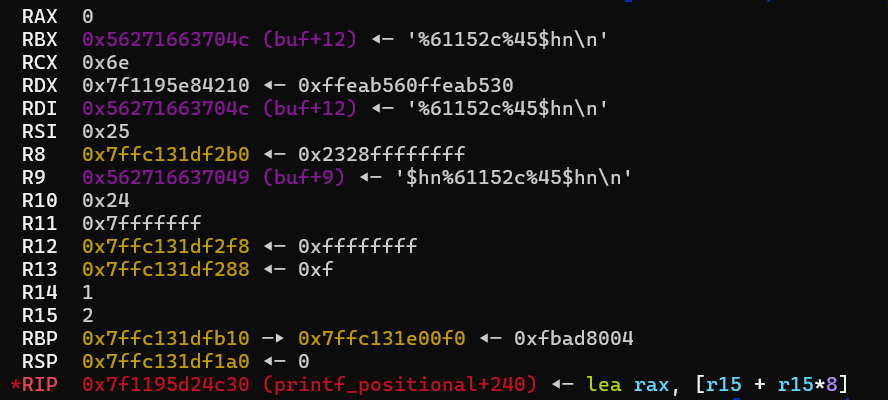 RAX 0
RBX 0x56271663704c (buf+12) ◂— '%61152c%45$hn\n'
RCX 0x6e
RDX 0x7f1195e84210 ◂— 0xffeab560ffeab530
RDI 0x56271663704c (buf+12) ◂— '%61152c%45$hn\n'
RSI 0x25
R8 0x7ffc131df2b0 ◂— 0x2328ffffffff
R9 0x562716637049 (buf+9) ◂— '$hn%61152c%45$hn\n'
R10 0x24
R11 0x7fffffff
R12 0x7ffc131df2f8 ◂— 0xffffffff
R13 0x7ffc131df288 ◂— 0xf
R14 1
R15 2
RBP 0x7ffc131dfb10 —▸ 0x7ffc131e00f0 ◂— 0xfbad8004
RSP 0x7ffc131df1a0 ◂— 0
*RIP 0x7f1195d24c30 (printf_positional+240) ◂— lea rax, [r15 + r15*8]